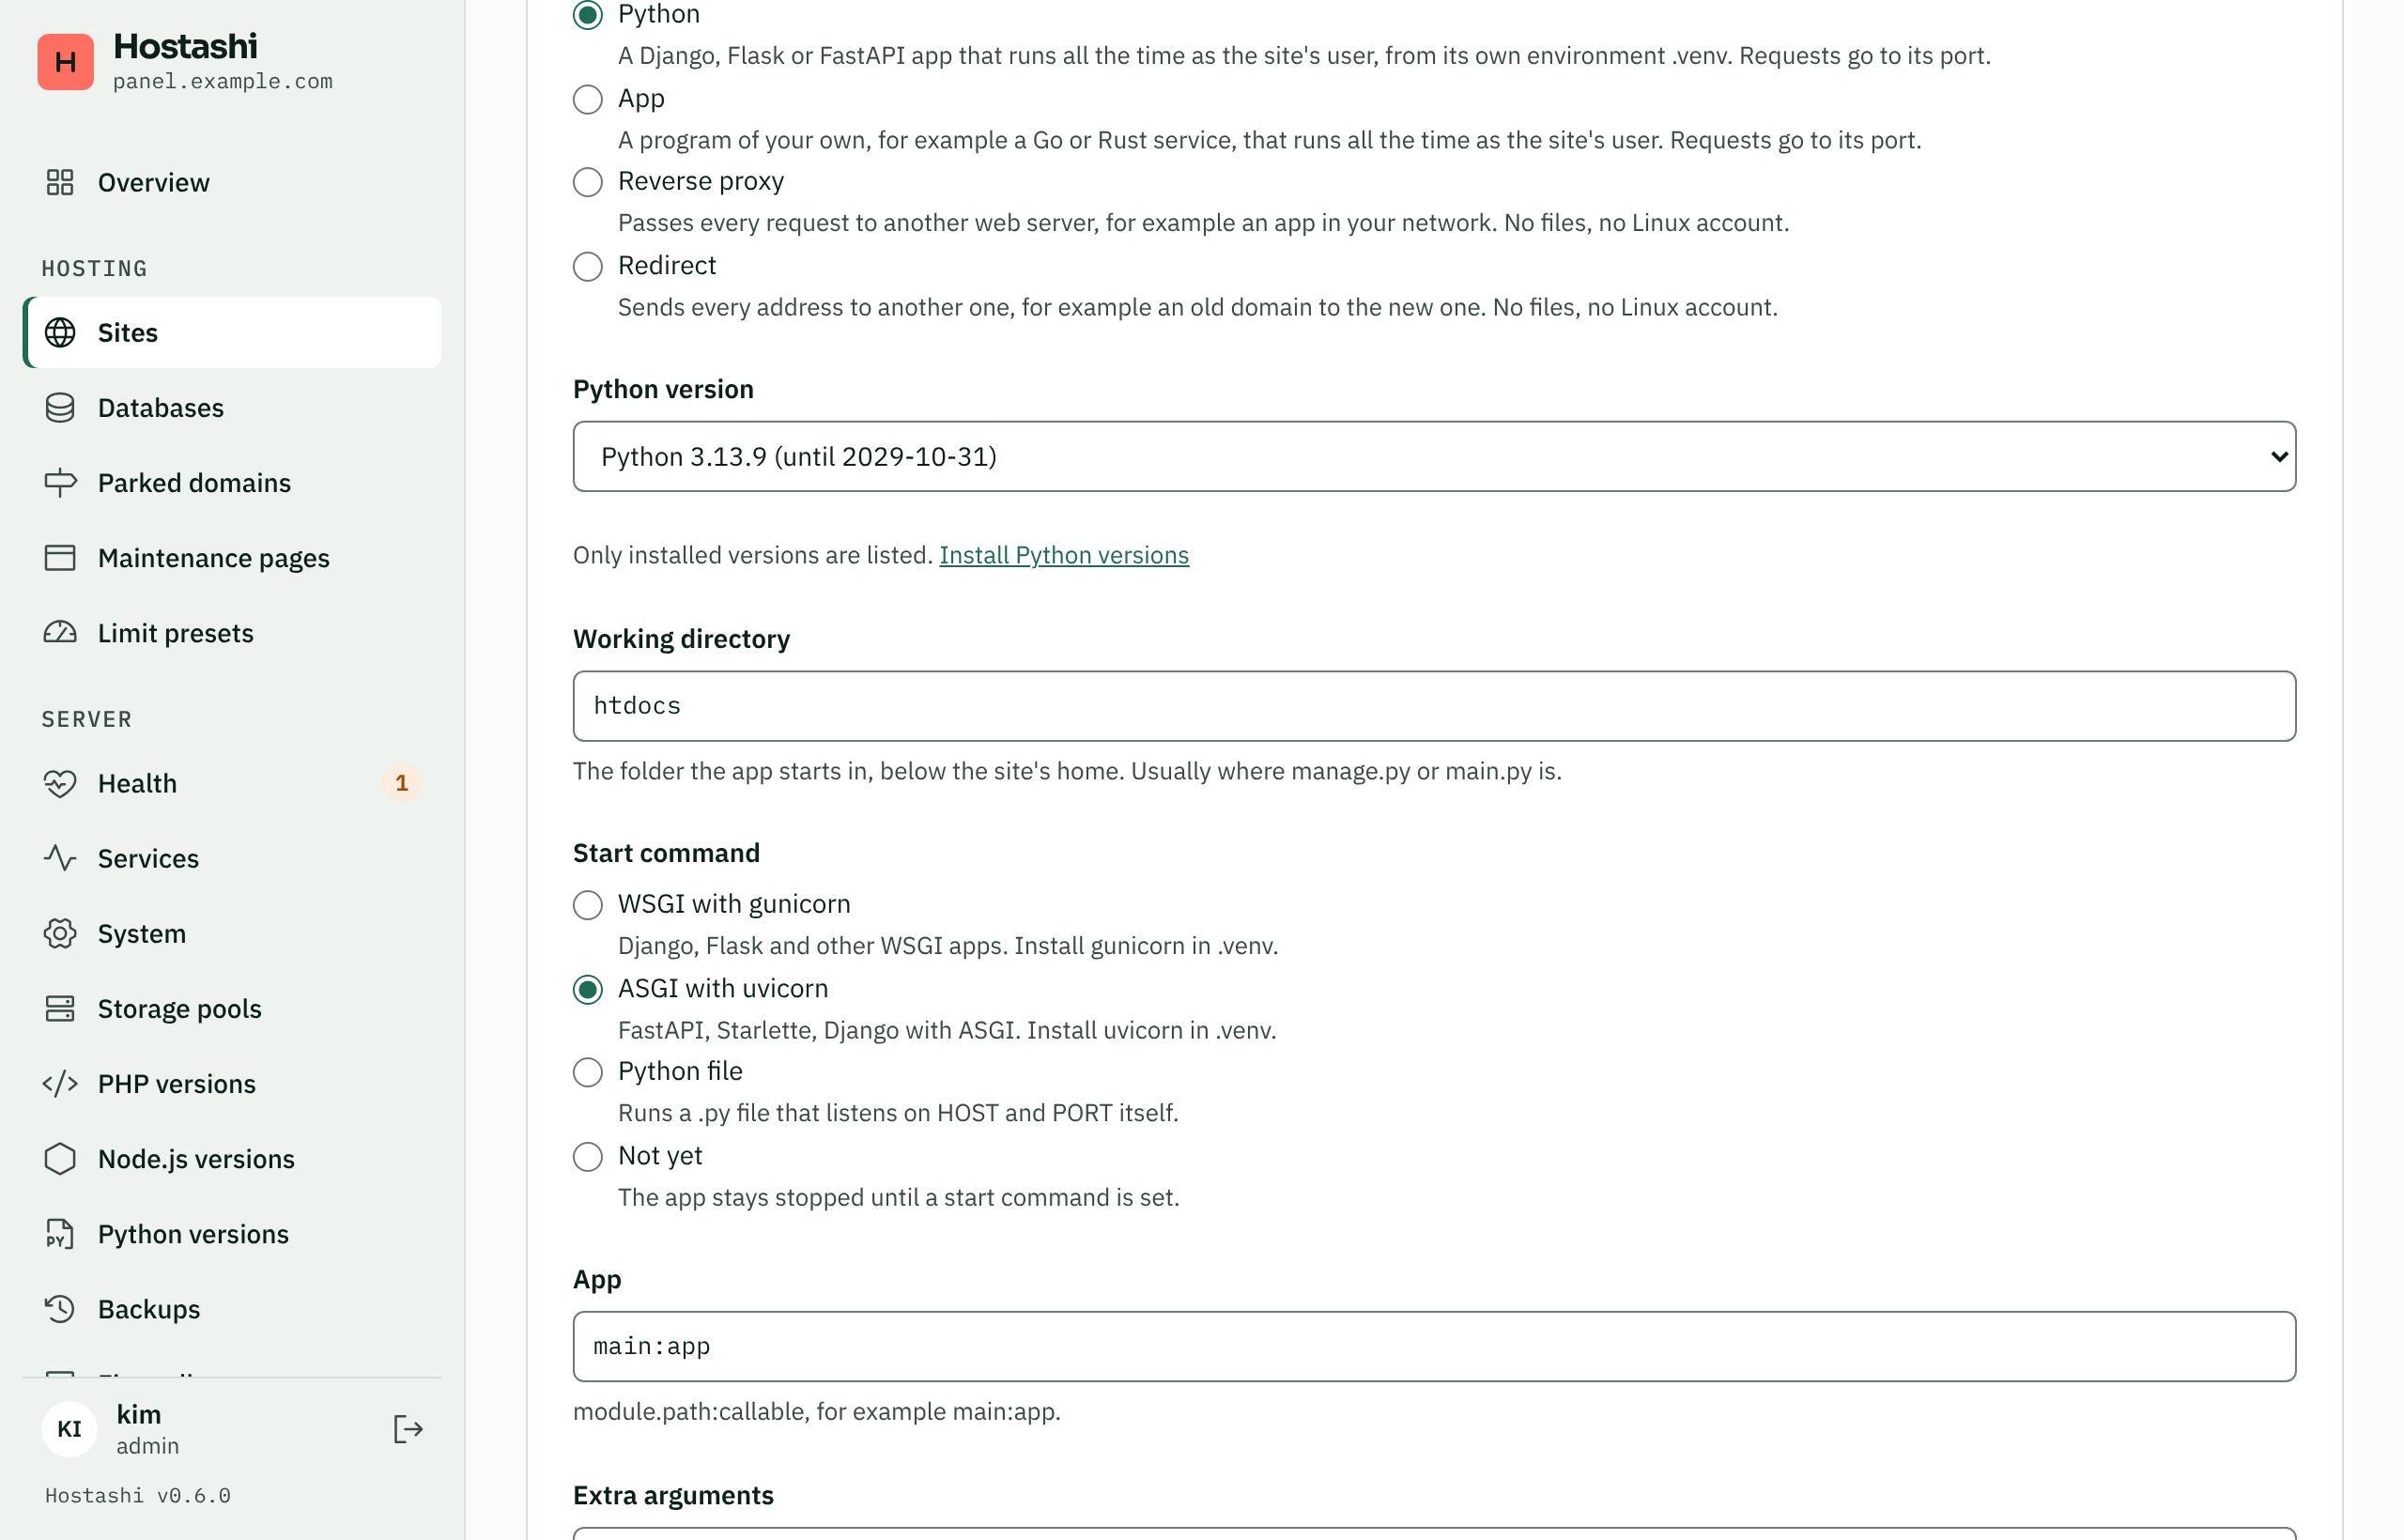 Hostashi
panel.example.com
Overview
HOSTING
Sites
Databases
Parked domains
Maintenance pages
Limit presets
SERVER
Health 1
Services
System
Storage pools
PHP versions
Node.js versions
Python versions
Backups
KI
kim
admin
Hostashi v0.6.0
Python
A Django, Flask or FastAPI app that runs all the time as the site's user, from its own environment .venv. Requests go to its port.
App
A program of your own, for example a Go or Rust service, that runs all the time as the site's user. Requests go to its port.
Reverse proxy
Passes every request to another web server, for example an app in your network. No files, no Linux account.
Redirect
Sends every address to another one, for example an old domain to the new one. No files, no Linux account.
Python version
Python 3.13.9 (until 2029-10-31)
Only installed versions are listed. Install Python versions
Working directory
htdocs
The folder the app starts in, below the site's home. Usually where manage.py or main.py is.
Start command
WSGI with gunicorn
Django, Flask and other WSGI apps. Install gunicorn in .venv.
ASGI with uvicorn
FastAPI, Starlette, Django with ASGI. Install uvicorn in .venv.
Python file
Runs a .py file that listens on HOST and PORT itself.
Not yet
The app stays stopped until a start command is set.
App
main:app
module.path:callable, for example main:app.
Extra arguments